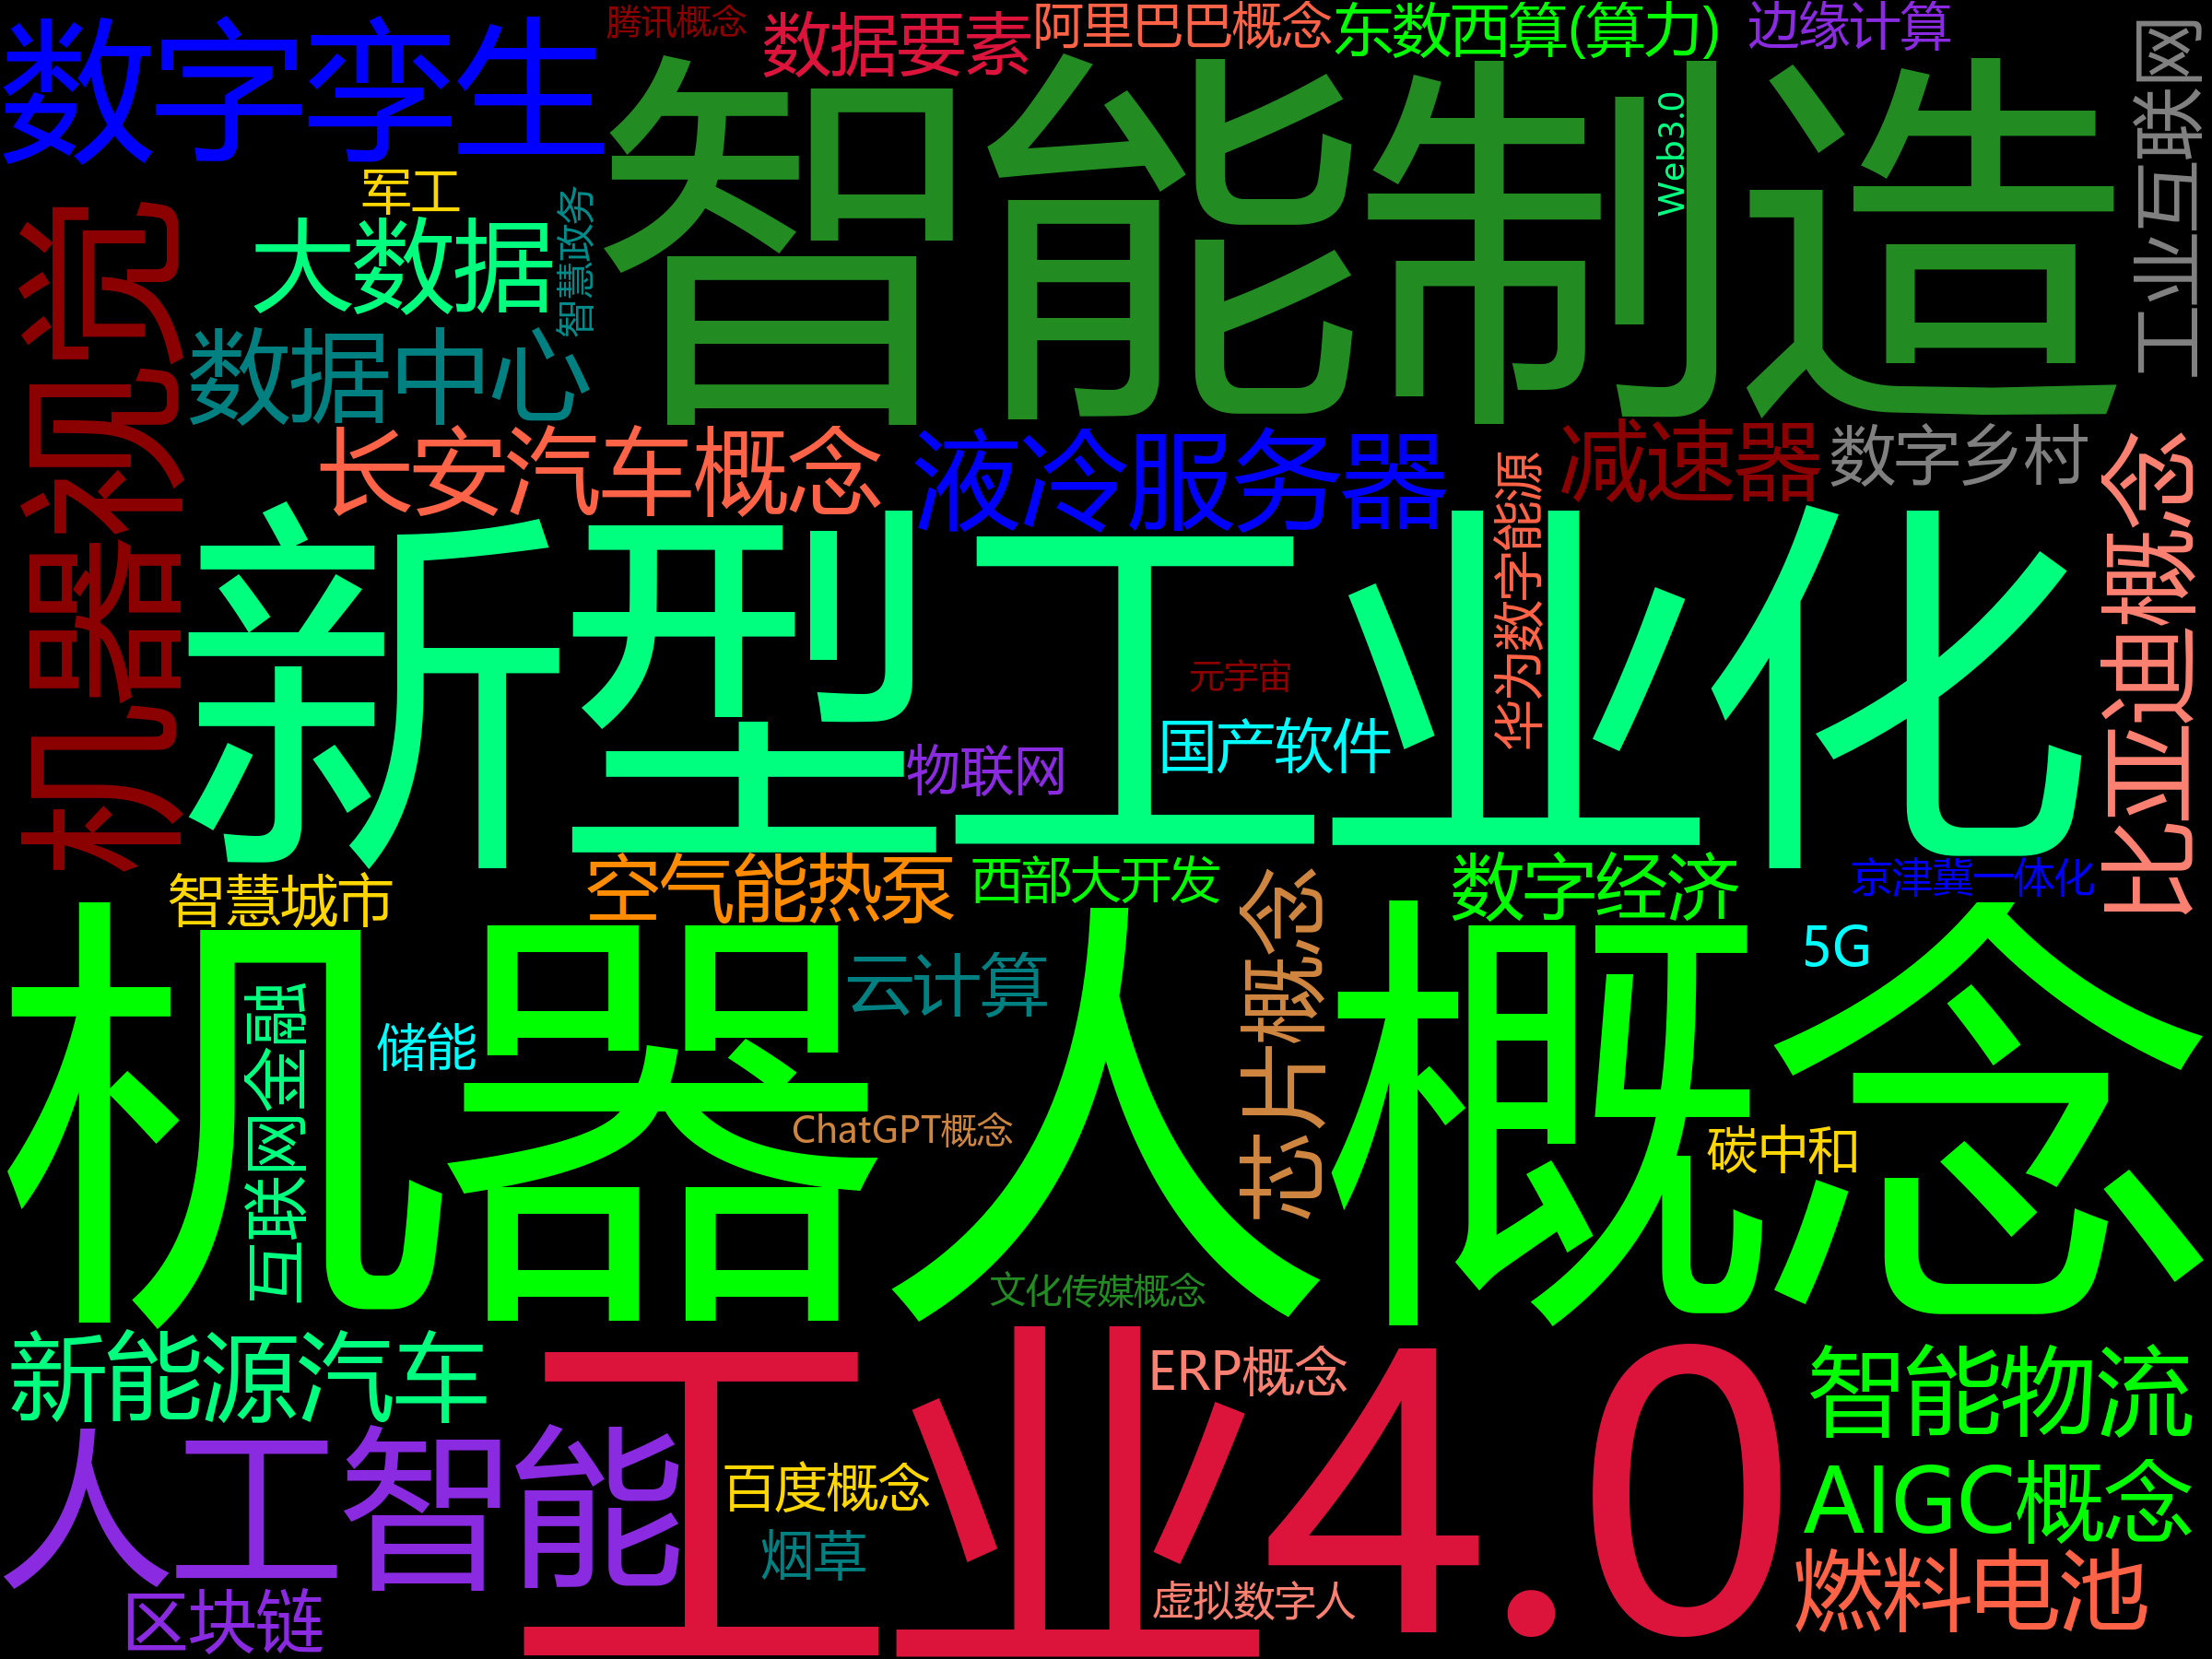 腾讯概念
数据要素
阿里巴巴概念
东数西算(算力)
边缘计算
数字孪生
智能制造
Web3.0
工业互联网
军工
智慧政务
大数据
机器视觉
数据中心
长安汽车概念
液冷服务器
减速器
数字乡村
比亚迪概念
华为数字能源
新型工业化
元宇宙
国产软件
物联网
智慧城市
空气能热泵
西部大开发
数字经济
京津冀一体化
芯片概念
5G
云计算
互联网金融
储能
机器人概念
ChatGPT概念
碳中和
文化传媒概念
新能源汽车
ERP概念
智能物流
工业4.0
人工智能
百度概念
AIGC概念
烟草
燃料电池
虚拟数字人
区块链